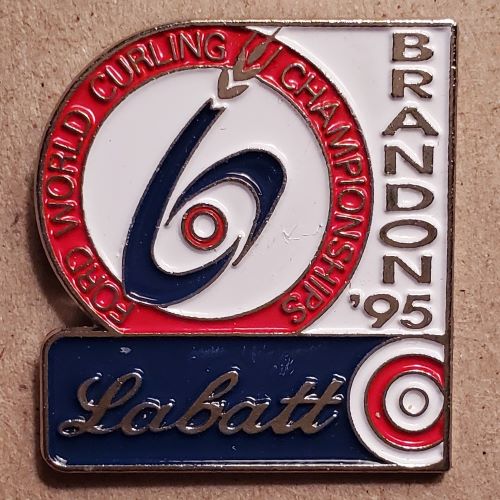 FORD WORLD CURLING CHAMPIONSHIPS
BRANDON '95
Labatt